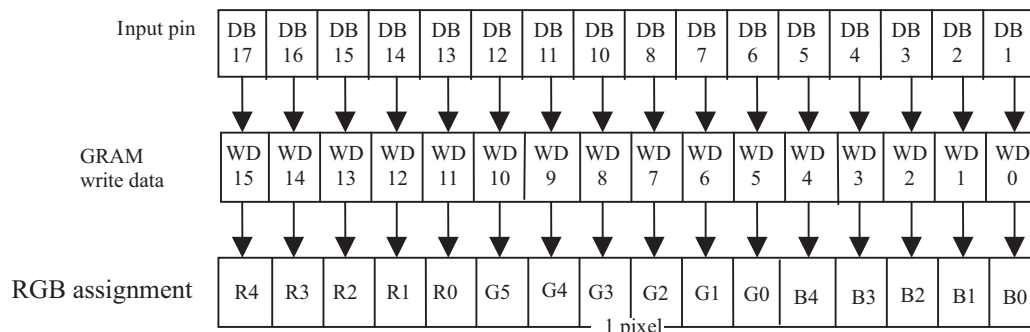 Input pin DB 17 DB 16 DB 15 DB 14 DB 13 DB 12 DB 11 DB 10 DB 8 DB 7 DB 6 DB 5 DB 4 DB 3 DB 2 DB 1
GRAM write data WD 15 WD 14 WD 13 WD 12 WD 11 WD 10 WD 9 WD 8 WD 7 WD 6 WD 5 WD 4 WD 3 WD 2 WD 1 WD 0
RGB assignment R4 R3 R2 R1 R0 G5 G4 G3 G2 G1 G0 B4 B3 B2 B1 B0
1 pixel